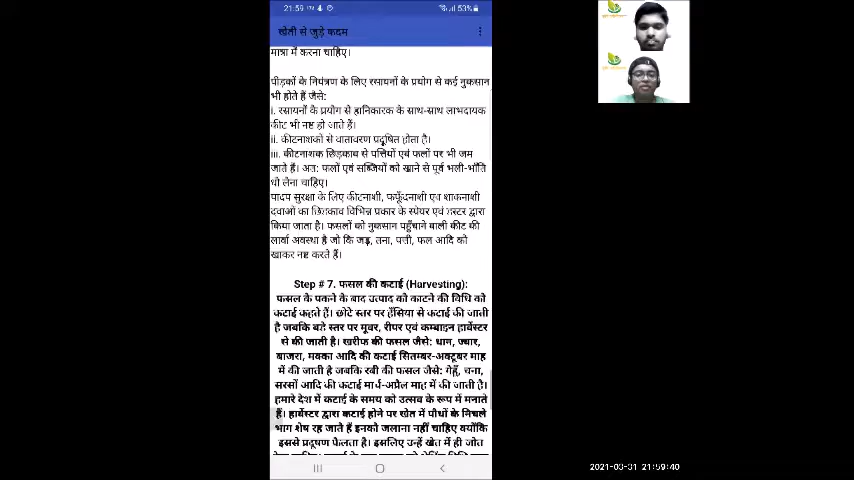 21:59
53%
खेती से जुड़े कदम
मात्रा में करना चाहिए।
पीड़कों के नियंत्रण के लिए रसायनों के प्रयोग से कई नुकसान
भी होते हैं जैसे:
i. रसायनों के प्रयोग से हानिकारक के साथ-साथ लाभदायक
कीट भी नष्ट हो जाते हैं।
ii. कीटनाशकों से वातावरण प्रदूषित होता है।
iii. कीटनाशक छिड़काव से पत्तियों एवं फलों पर भी जम
जाते हैं। अतः फलों एवं सब्जियों को खाने से पूर्व भली-भाँति
धो लेना चाहिए।
पादप सुरक्षा के लिए कीटनाशी, फफूँदनाशी एवं शाकनाशी
दवाओं का छिड़काव विभिन्न प्रकार के स्प्रेयर एवं डस्टर द्वारा
किया जाता है। फसलों को नुकसान पहुँचाने वाली कीट की
लार्वा अवस्था है जो कि जड़, तना, पत्ती, फल आदि को
खाकर नष्ट करते हैं।
Step # 7. फसल की कटाई (Harvesting):
फसल के पकने के बाद उत्पाद को काटने की विधि को
कटाई कहते हैं। छोटे स्तर पर हँसिया से कटाई की जाती
है जबकि बड़े स्तर पर मूवर, रीपर एवं कम्बाइन हार्वेस्टर
से की जाती है। खरीफ की फसल जैसे: धान, ज्वार,
बाजरा, मक्का आदि की कटाई सितम्बर-अक्टूबर माह
में की जाती है जबकि रबी की फसल जैसे: गेहूँ, चना,
सरसों आदि की कटाई मार्च-अप्रैल माह में की जाती है।
हमारे देश में कटाई के समय को उत्सव के रूप में मनाते
हैं। हार्वेस्टर द्वारा कटाई होने पर खेत में पौधों के निचले
भाग शेष रह जाते हैं इनको जलाना नहीं चाहिए क्योंकि
इससे प्रदूषण फैलता है। इसलिए उन्हें खेत में ही जोत
2021-03-31 21:59:40